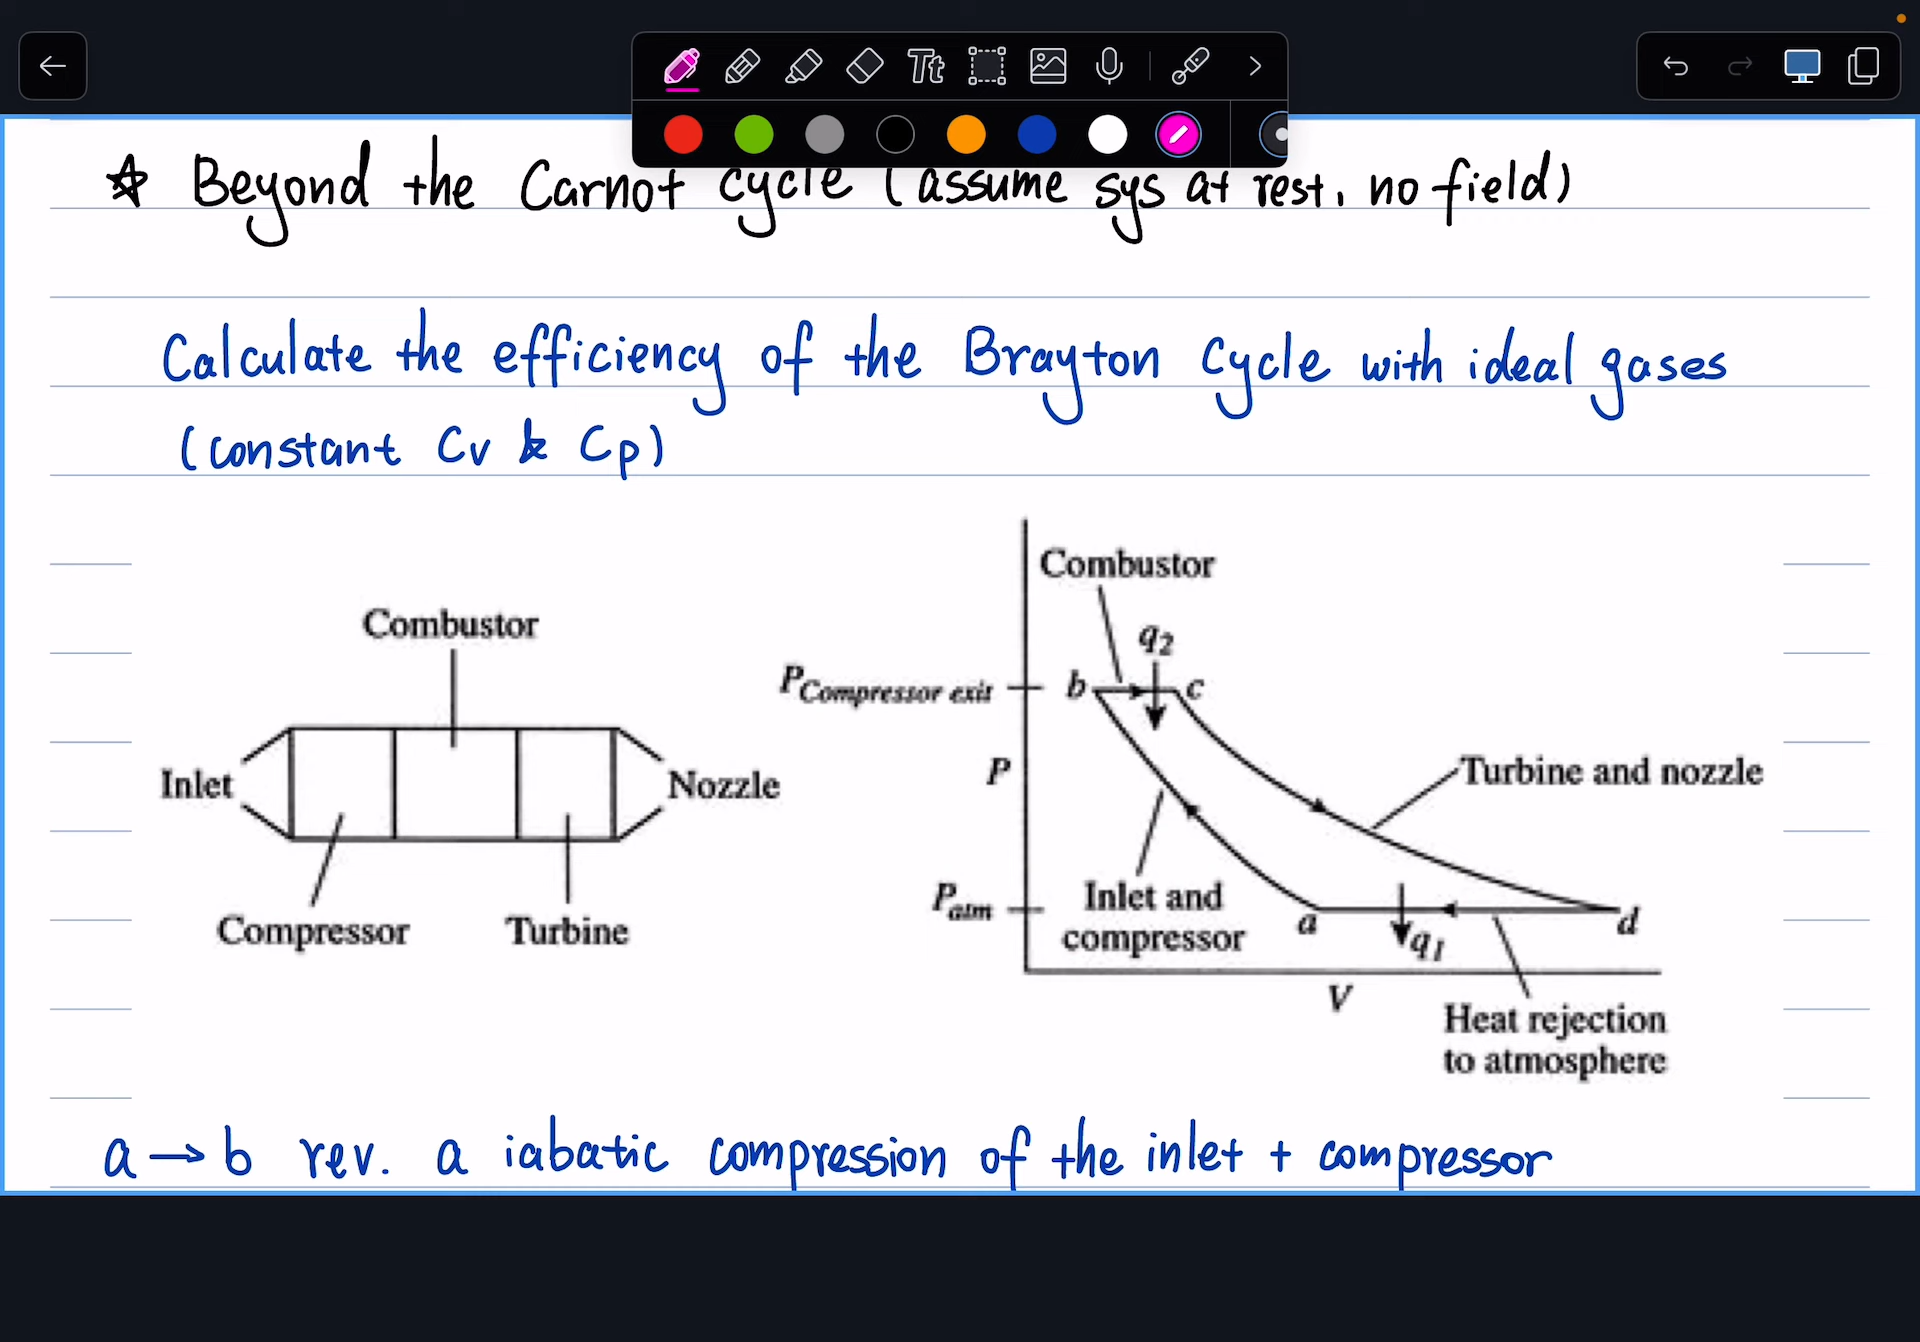 Tt
☆ Beyond the Carnot cycle (assume sys at rest, no field)
Calculate the efficiency of the Brayton Cycle with ideal gases
(constant Cv & Cp)
Combustor
Inlet
Nozzle
Compressor
Turbine
Combustor
q2
PCompressor exit
b
c
P
Turbine and nozzle
Patm
Inlet and
compressor
a
q1
d
V
Heat rejection
to atmosphere
a → b rev. a iabatic compression of the inlet + compressor